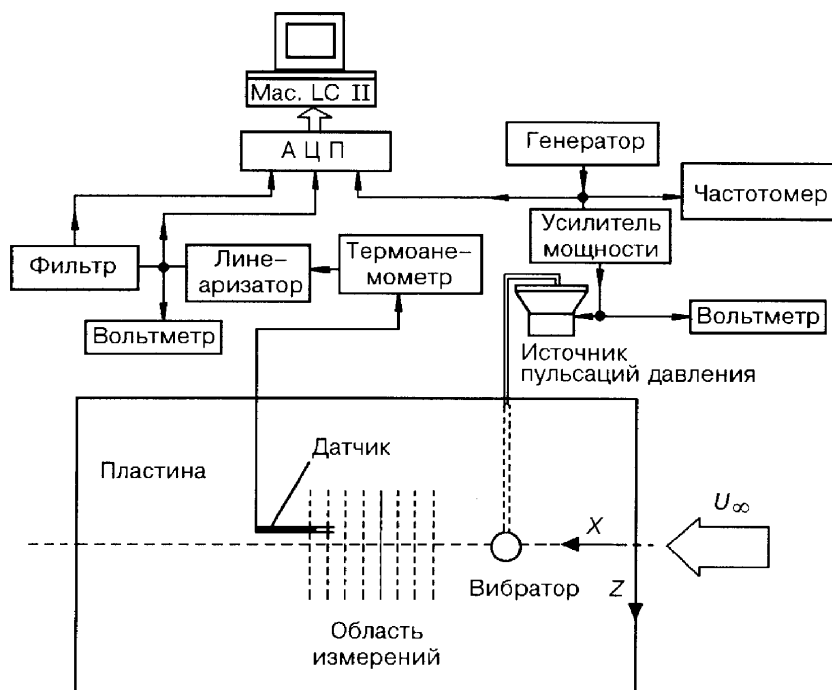 Mac. LC II
А Ц П
Генератор
Частотомер
Усилитель
мощности
Фильтр
Лине-
аризатор
Термоане-
мометр
Вольтметр
Вольтметр
Источник
пульсаций давления
Датчик
Пластина
U∞
X
Вибратор
Z
Область
измерений